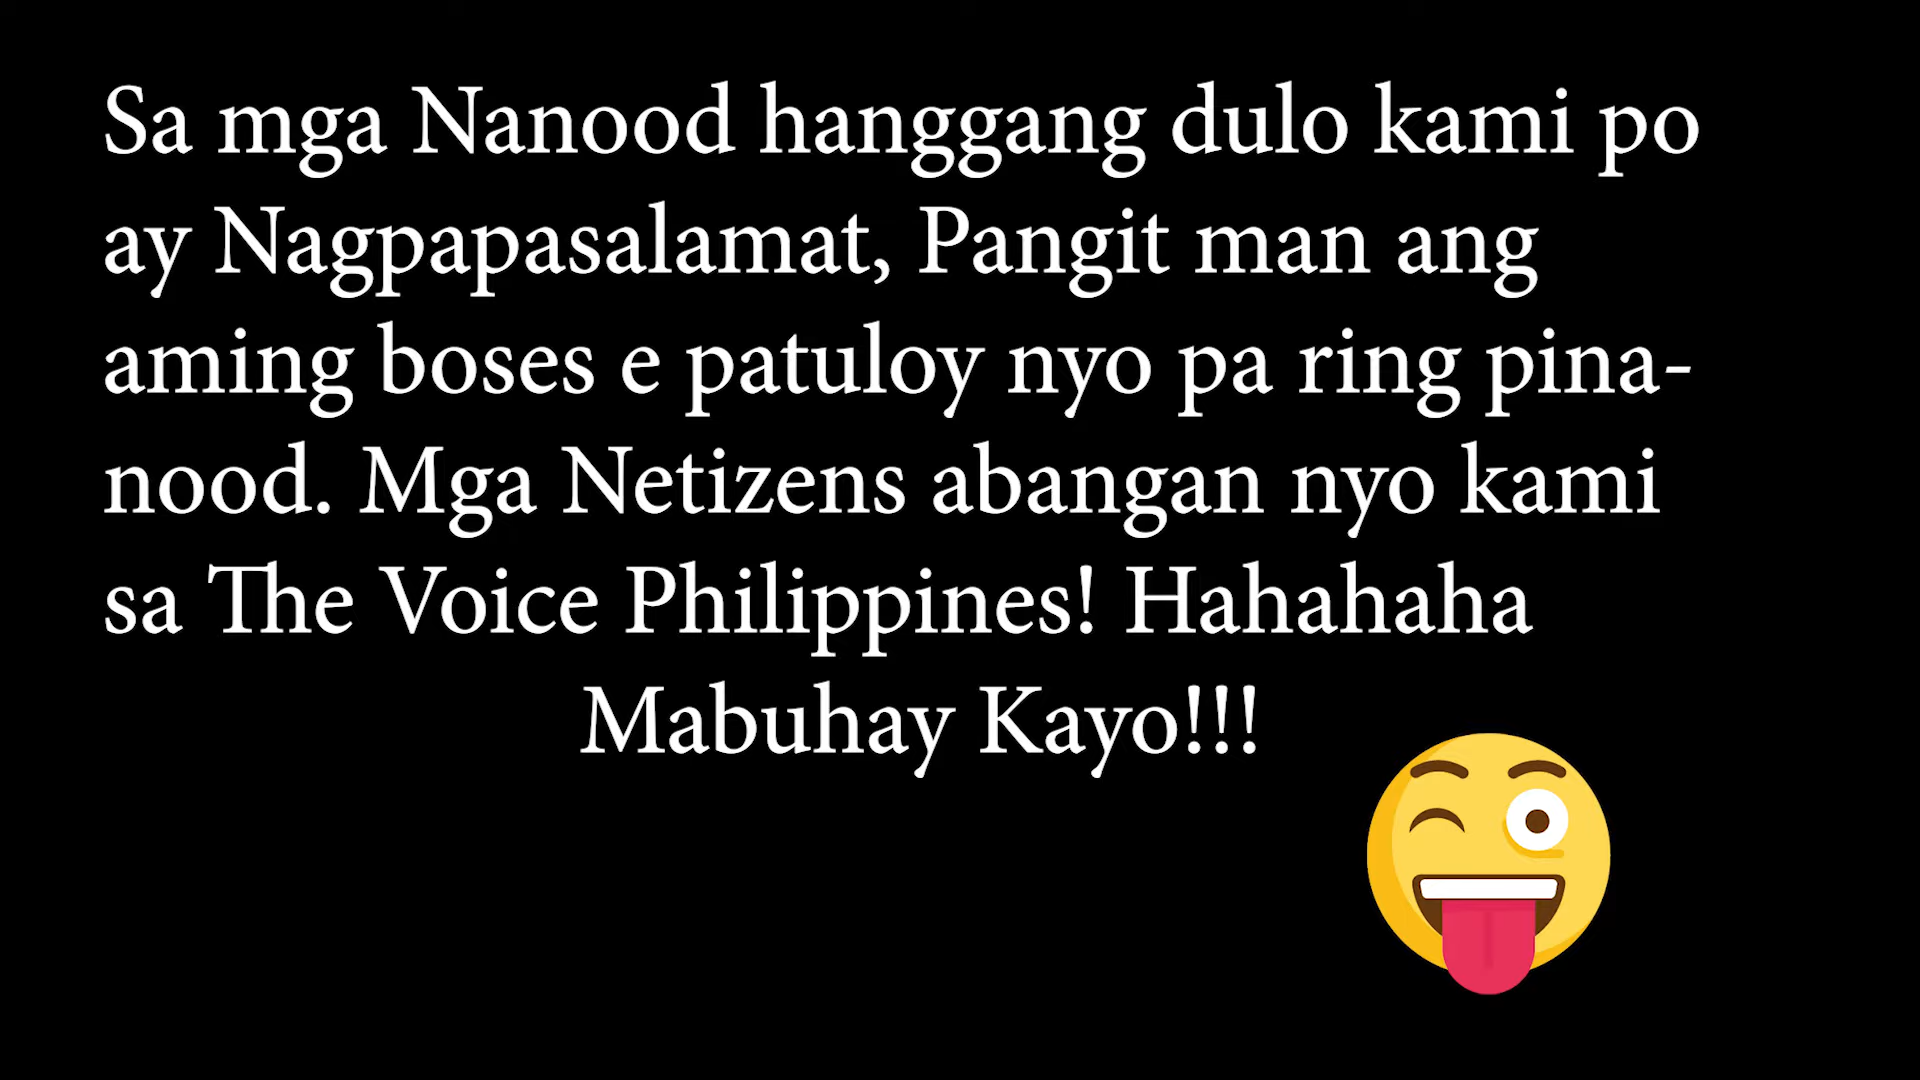 Sa mga Nanood hanggang dulo kami po
ay Nagpapasalamat, Pangit man ang
aming boses e patuloy nyo pa ring pina-
nood. Mga Netizens abangan nyo kami
sa The Voice Philippines! Hahahaha
Mabuhay Kayo!!!